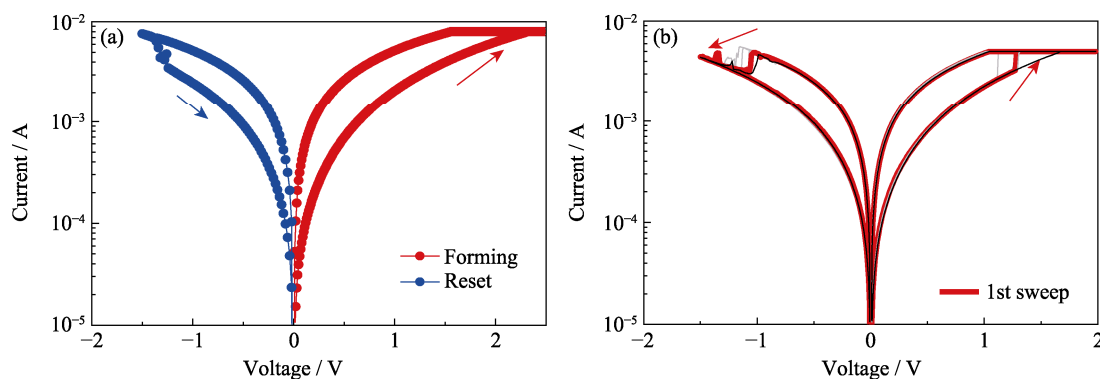 (a)
Current / A
10⁻²
10⁻³
10⁻⁴
10⁻⁵
Forming
Reset
−2 −1 0 1 2
Voltage / V
(b)
Current / A
10⁻²
10⁻³
10⁻⁴
10⁻⁵
1st sweep
−2 −1 0 1 2
Voltage / V